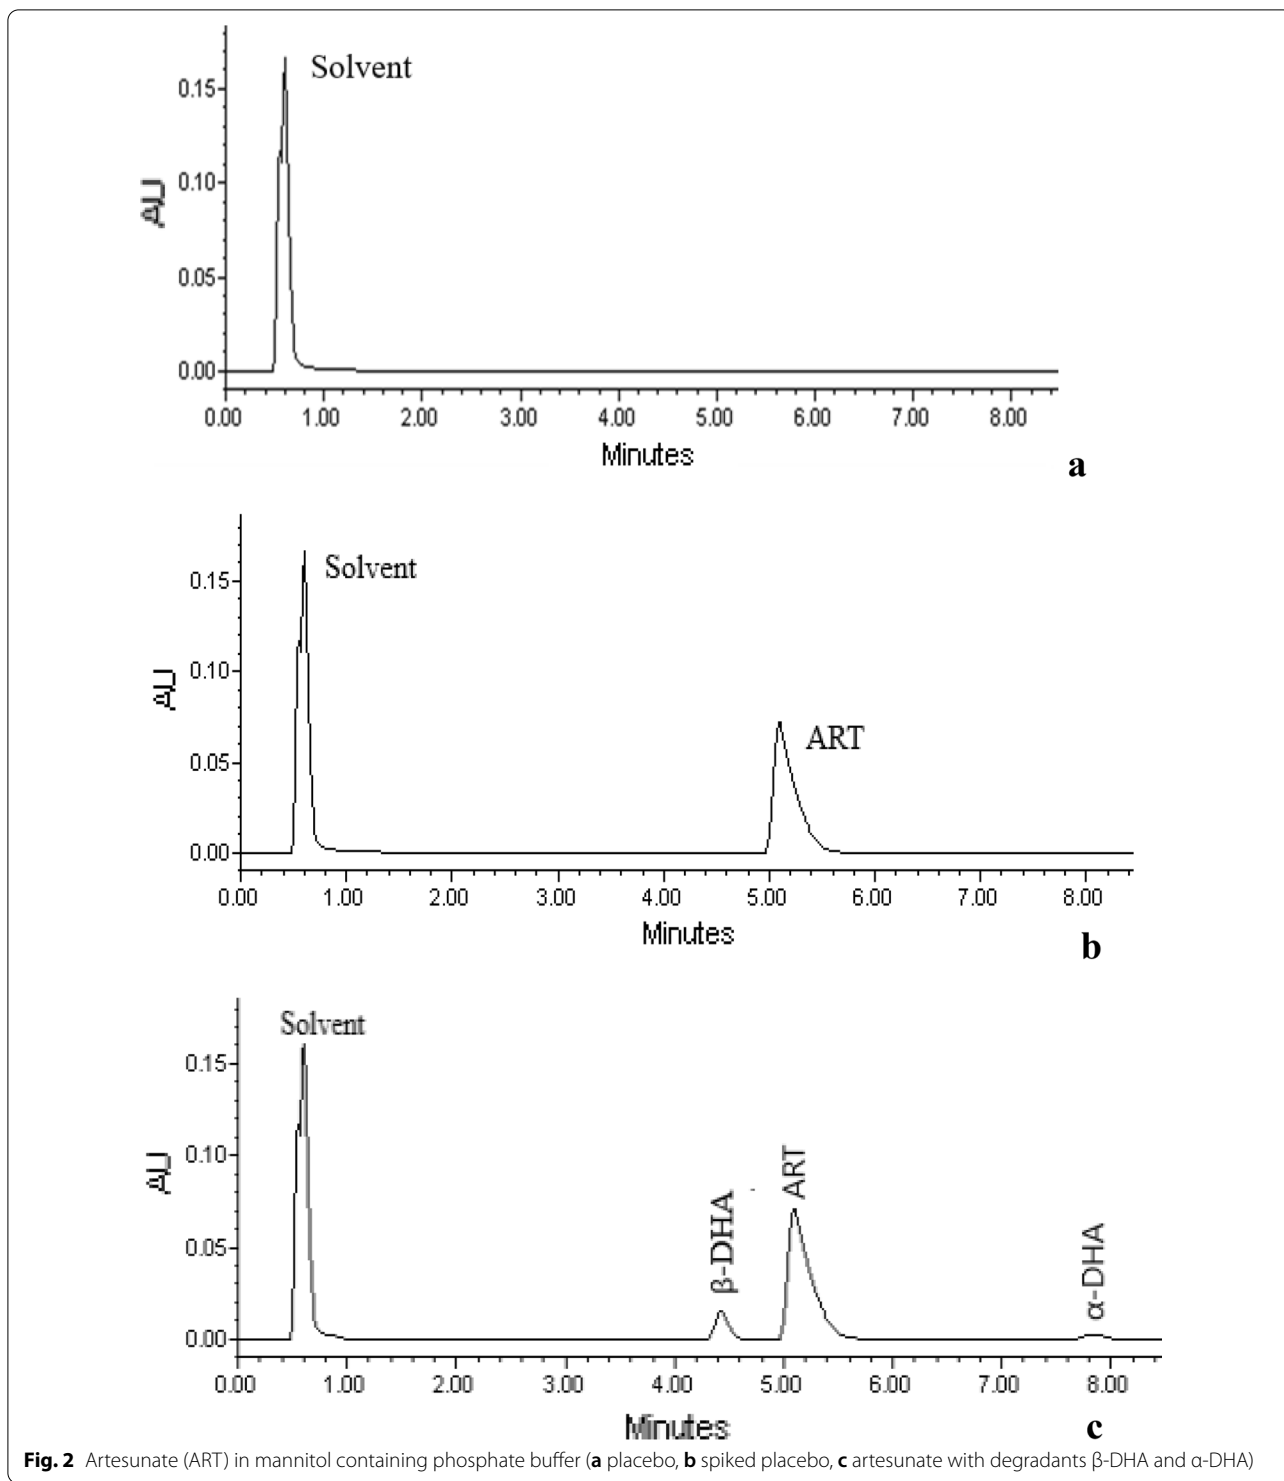 Solvent
0.15
0.10
0.05
0.00
AU
0.00 1.00 2.00 3.00 4.00 5.00 6.00 7.00 8.00
Minutes
a
Solvent
0.15
0.10
ART
0.05
0.00
AU
0.00 1.00 2.00 3.00 4.00 5.00 6.00 7.00 8.00
Minutes
b
Solvent
0.15
0.10
0.05
0.00
AU
β-DHA
ART
α-DHA
0.00 1.00 2.00 3.00 4.00 5.00 6.00 7.00 8.00
Minutes
c
Fig. 2 Artesunate (ART) in mannitol containing phosphate buffer (a placebo, b spiked placebo, c artesunate with degradants β-DHA and α-DHA)